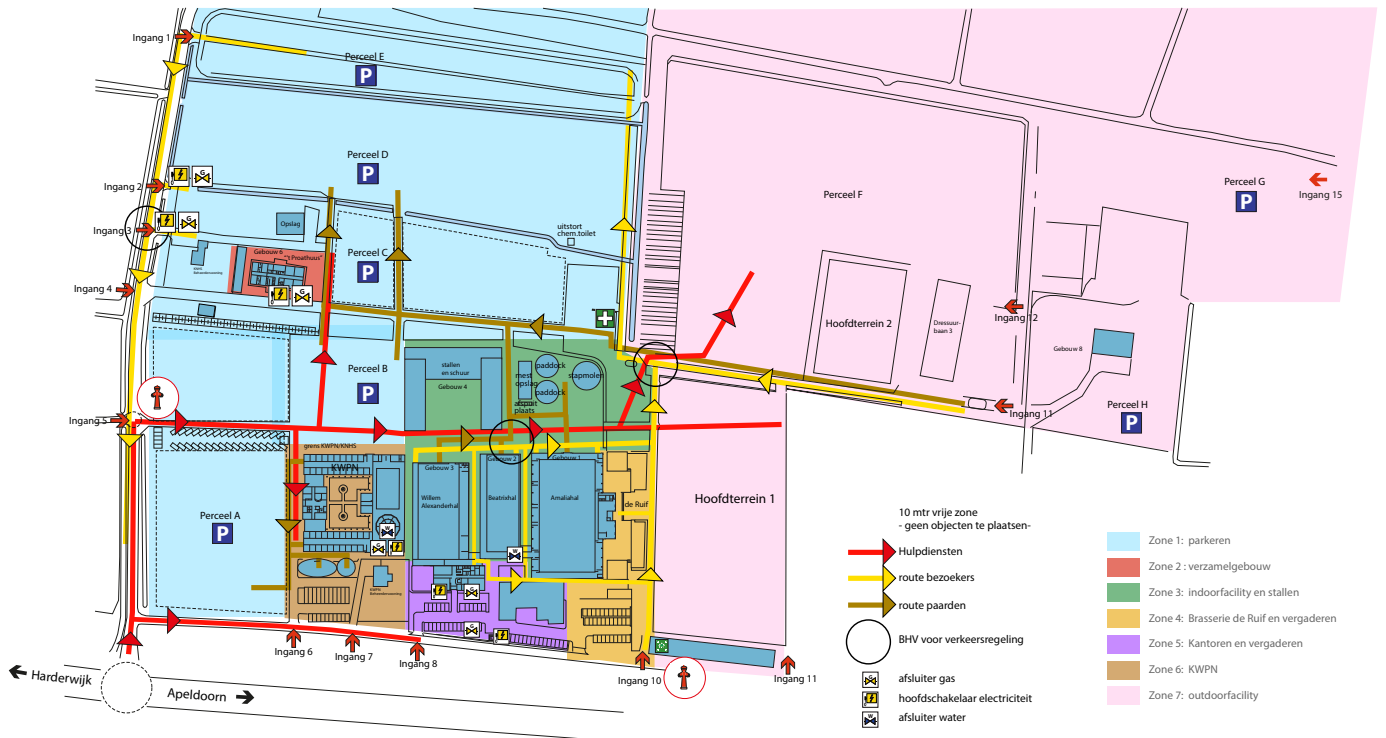 Ingang 1
Perceel E
P
Perceel D
P
Ingang 2
G
Perceel F
Perceel G
P
Ingang 15
Ingang 3
G
Opslag
uitstort
chem.toilet
Gebouw 6
"'t Proathuus"
KNHS
Perceel C
P
Ingang 4
G
Ingang 12
Hoofdterrein 2
Dressuur-
baan 3
Gebouw 8
Perceel B
P
stallen
en schuur
Gebouw 4
mest
opslag
paddock
paddock
stapmolen
afspuit
plaats
Ingang 11
Perceel H
P
Ingang 5
grens KWPN/KNHS
KWPN
Gebouw 3
Gebouw 2
Gebouw 1
Willem
Alexanderhal
Beatrixhal
Amaliahal
de Ruif
Hoofdterrein 1
Perceel A
P
W
G
W
KWPN
G
G
Ingang 6
Ingang 7
Ingang 8
Ingang 10
Ingang 11
Harderwijk
Apeldoorn
10 mtr vrije zone
- geen objecten te plaatsen-
Hulpdiensten
route bezoekers
route paarden
BHV voor verkeersregeling
G
afsluiter gas
hoofdschakelaar electriciteit
W
afsluiter water
Zone 1: parkeren
Zone 2 : verzamelgebouw
Zone 3: indoorfacility en stallen
Zone 4: Brasserie de Ruif en vergaderen
Zone 5: Kantoren en vergaderen
Zone 6: KWPN
Zone 7: outdoorfacility